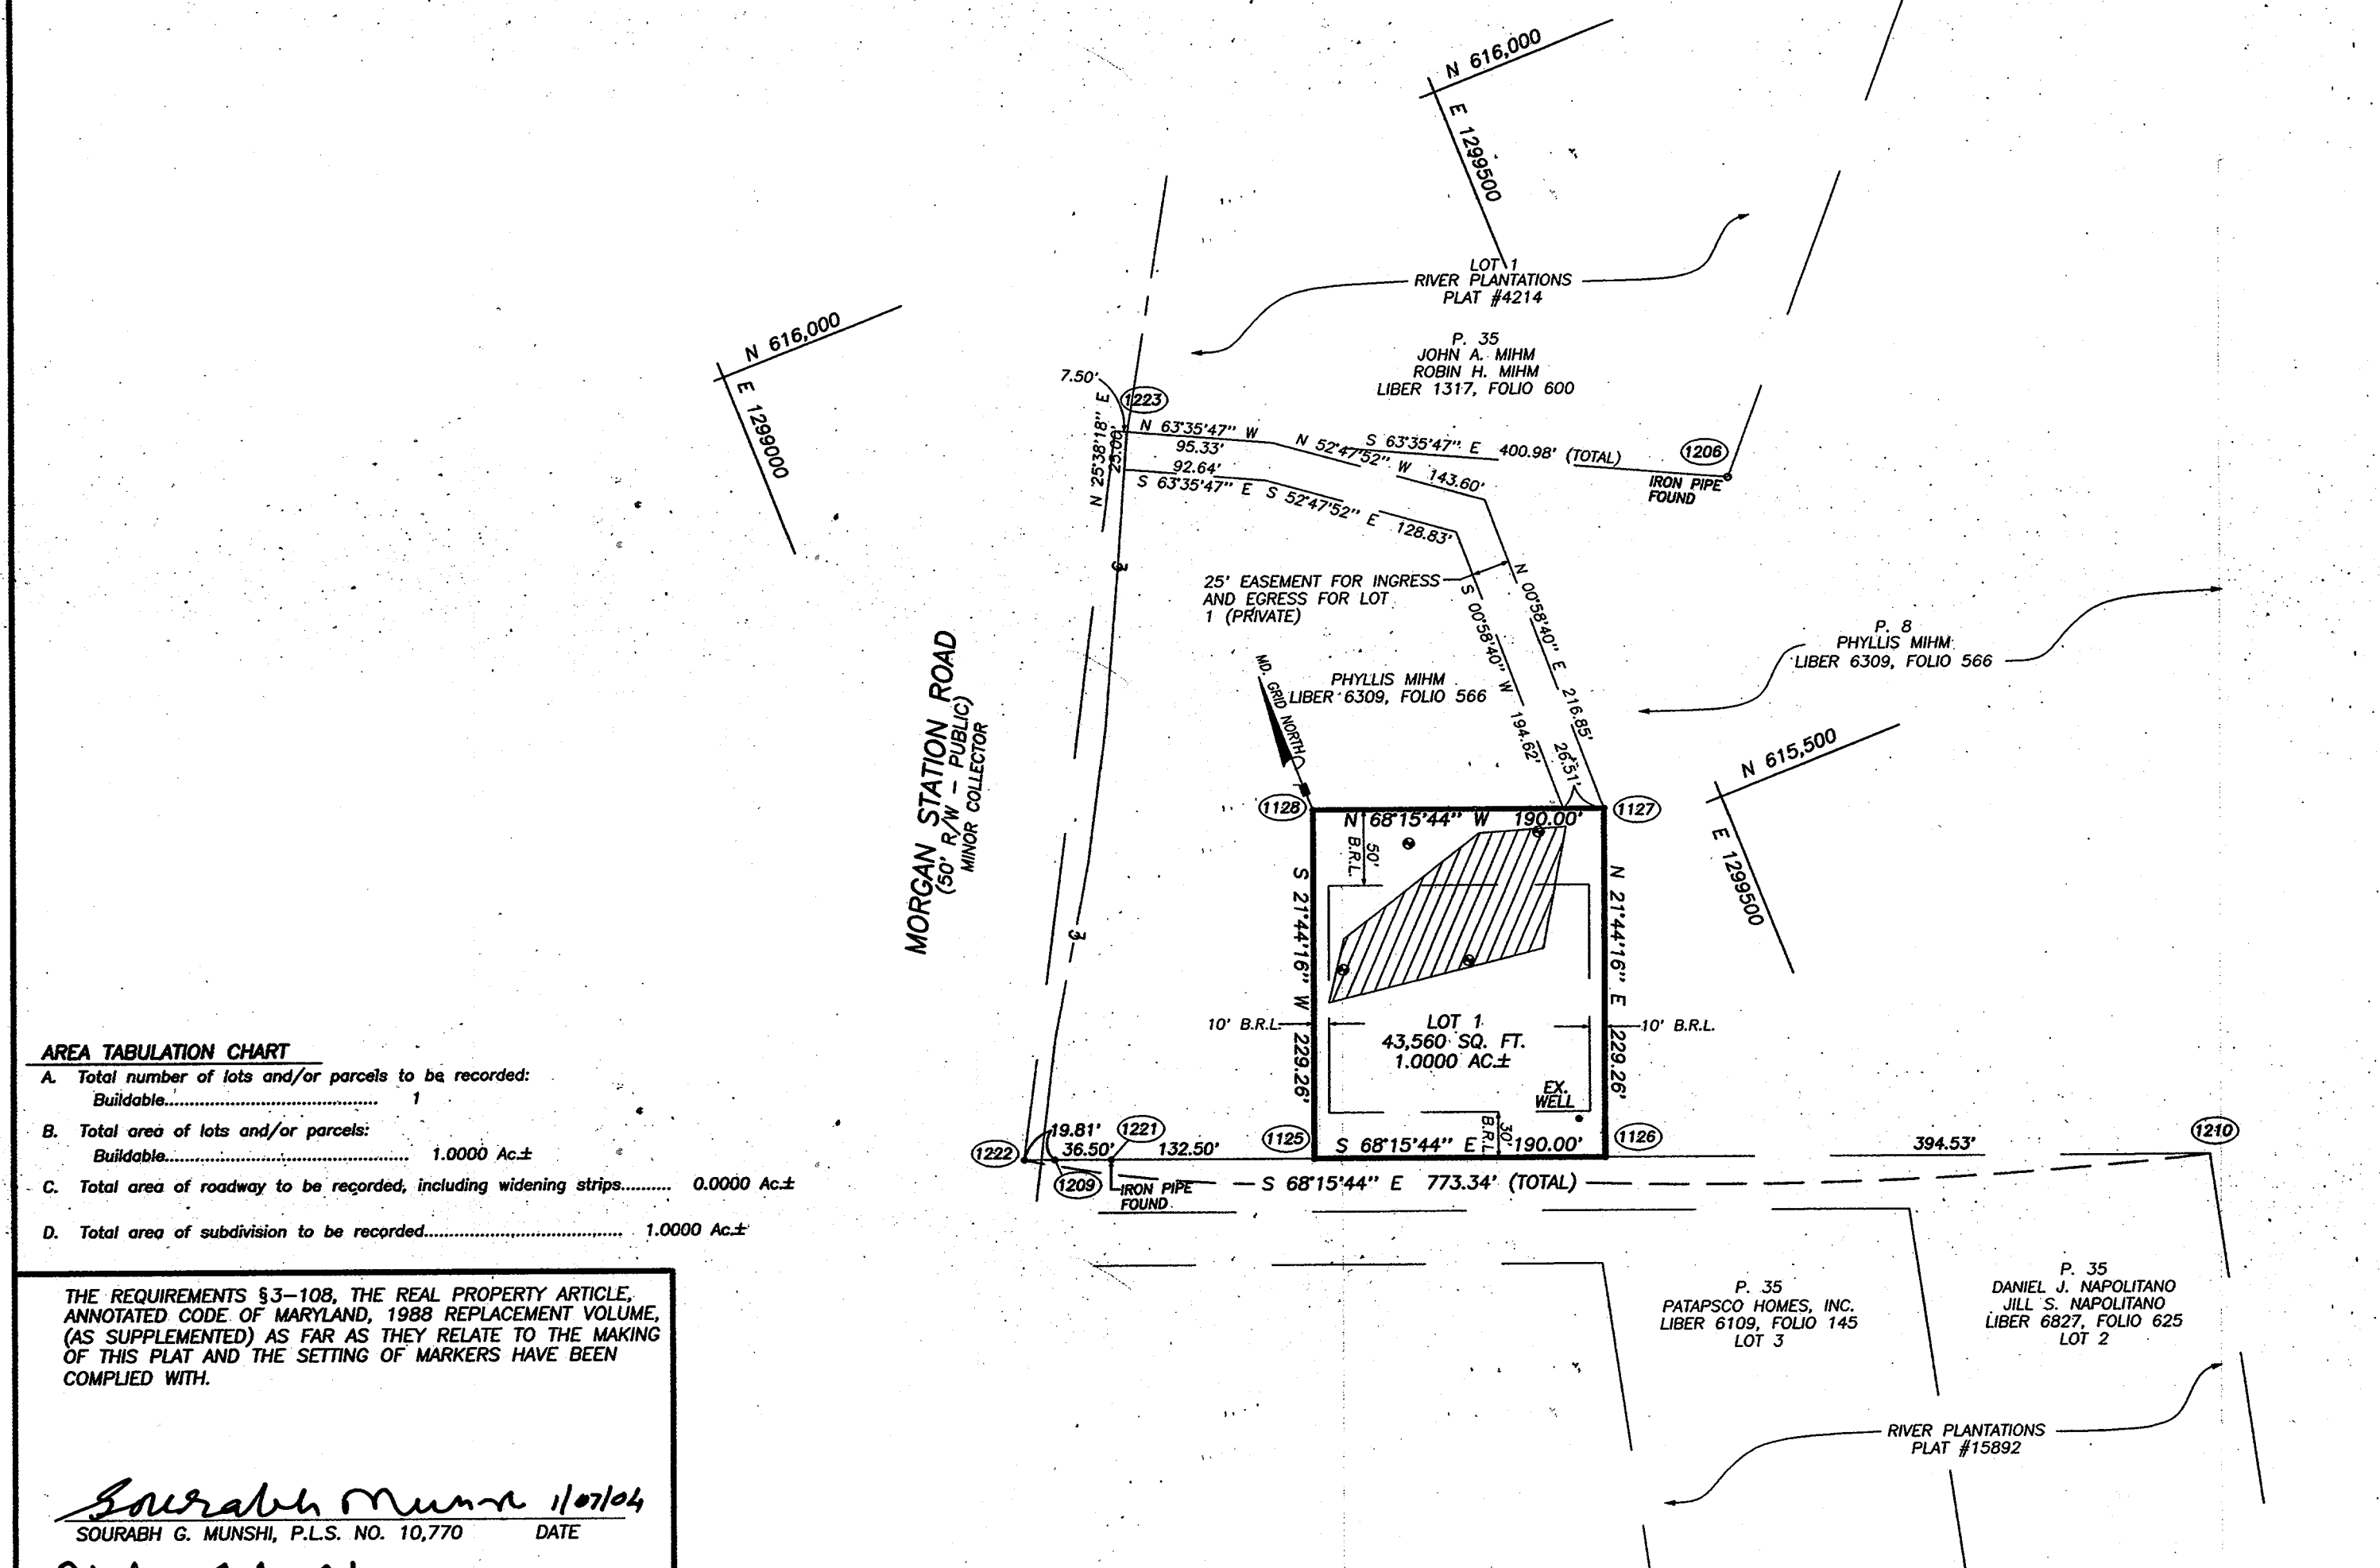 N 616,000
E 1299500
LOT 1
RIVER PLANTATIONS
PLAT #4214
P. 35
JOHN A. MIHM
ROBIN H. MIHM
LIBER 1317, FOLIO 600
N 616,000
E 1299000
7.50'
1223
N 25°38'18" E
25.00'
N 63°35'47" W
95.33'
92.64'
S 63°35'47" E
N 52°47'52" W
143.60'
S 63°35'47" E 400.98' (TOTAL)
1206
IRON PIPE
FOUND
S 52°47'52" E
128.83'
25' EASEMENT FOR INGRESS
AND EGRESS FOR LOT
1 (PRIVATE)
N 00°58'40" E 216.85'
S 00°58'40" W 194.62'
26.51'
P. 8
PHYLLIS MIHM
LIBER 6309, FOLIO 566
MORGAN STATION ROAD
(50' R/W - PUBLIC)
MINOR COLLECTOR
3
3
MD. GRID NORTH
PHYLLIS MIHM
LIBER 6309, FOLIO 566
N 615,500
E 1299500
1128
N 68°15'44" W 190.00'
1127
50'
B.R.L.
S 21°44'16" W 229.26'
N 21°44'16" E 229.26'
10' B.R.L.
10' B.R.L.
LOT 1
43,560 SQ. FT.
1.0000 AC.±
EX.
WELL
30'
B.R.L.
1125
S 68°15'44" E 190.00'
1126
1222
19.81'
36.50'
1221
132.50'
1209
IRON PIPE
FOUND
S 68°15'44" E 773.34' (TOTAL)
394.53'
1210
AREA TABULATION CHART
A. Total number of lots and/or parcels to be recorded:
Buildable.......................................... 1
B. Total area of lots and/or parcels:
Buildable.......................................... 1.0000 Ac.±
C. Total area of roadway to be recorded, including widening strips.......... 0.0000 Ac.±
D. Total area of subdivision to be recorded....................................... 1.0000 Ac.±
THE REQUIREMENTS §3-108, THE REAL PROPERTY ARTICLE,
ANNOTATED CODE OF MARYLAND, 1988 REPLACEMENT VOLUME,
(AS SUPPLEMENTED) AS FAR AS THEY RELATE TO THE MAKING
OF THIS PLAT AND THE SETTING OF MARKERS HAVE BEEN
COMPLIED WITH.
Sourabh Munshi 1/07/04
SOURABH G. MUNSHI, P.L.S. NO. 10,770 DATE
P. 35
PATAPSCO HOMES, INC.
LIBER 6109, FOLIO 145
LOT 3
P. 35
DANIEL J. NAPOLITANO
JILL S. NAPOLITANO
LIBER 6827, FOLIO 625
LOT 2
RIVER PLANTATIONS
PLAT #15892